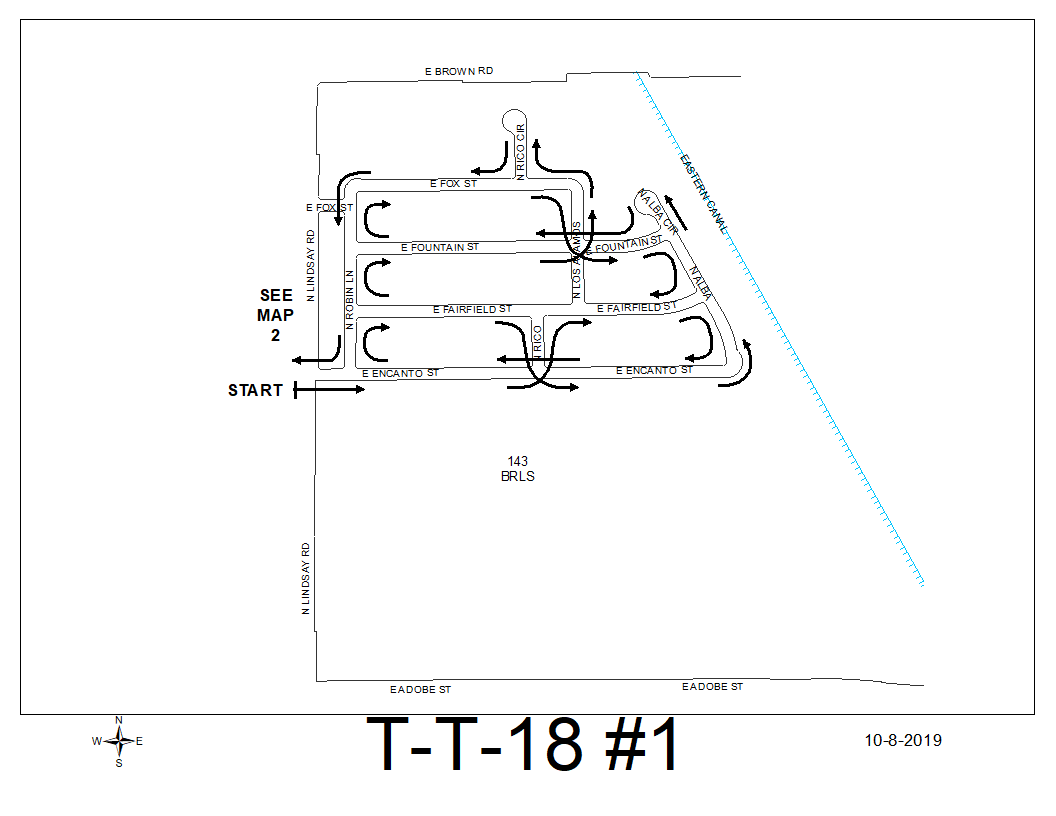 E BROWN RD
N RICO CIR
E FOX ST
E FOX ST
N ALBA CIR
EASTERN CANAL
N LOS ALAMOS
E FOUNTAIN ST
E FOUNTAIN ST
N LINDSAY RD
N ROBIN LN
N ALBA
SEE
MAP
2
E FAIRFIELD ST
E FAIRFIELD ST
N RICO
E ENCANTO ST
E ENCANTO ST
START
143
BRLS
N LINDSAY RD
E ADOBE ST
E ADOBE ST
N
W E
S
T-T-18 #1
10-8-2019